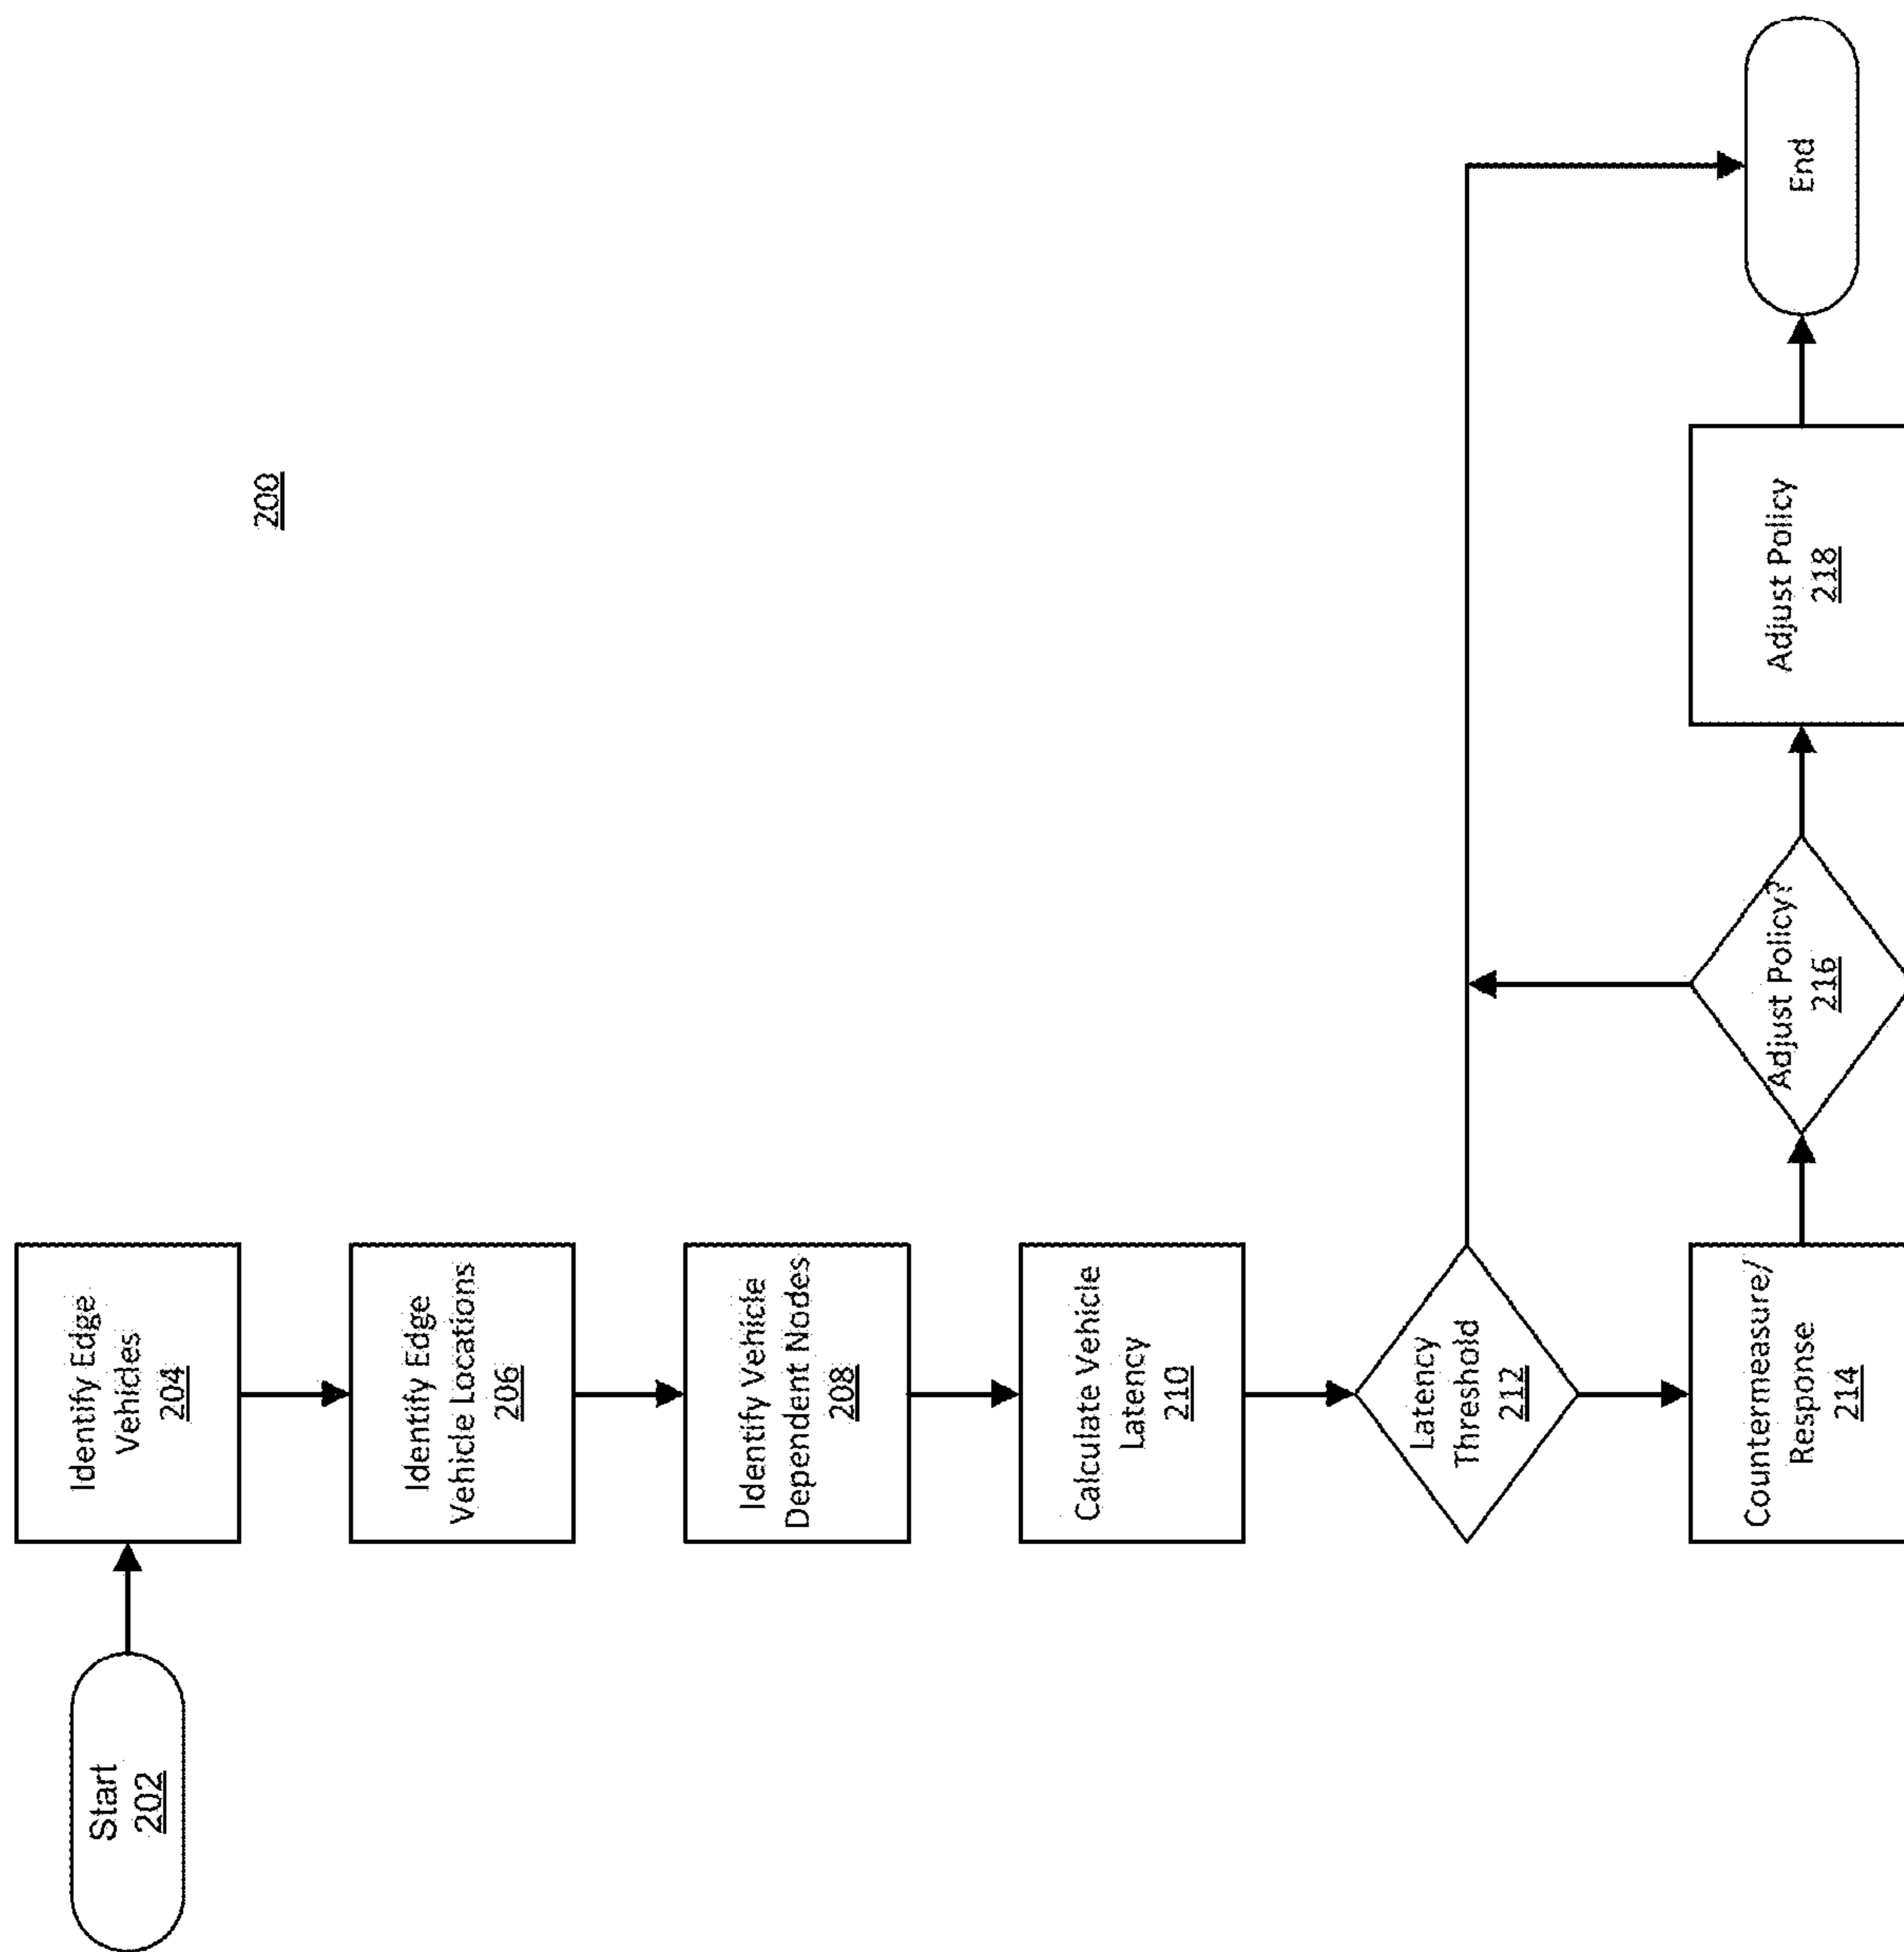 200
Start
202
Identify Edge
Vehicles
204
Identify Edge
Vehicle Locations
206
Identify Vehicle
Dependent Nodes
208
Calculate Vehicle
Latency
210
Latency
Threshold
212
Countermeasure/
Response
214
Adjust Policy?
216
Adjust Policy
218
End